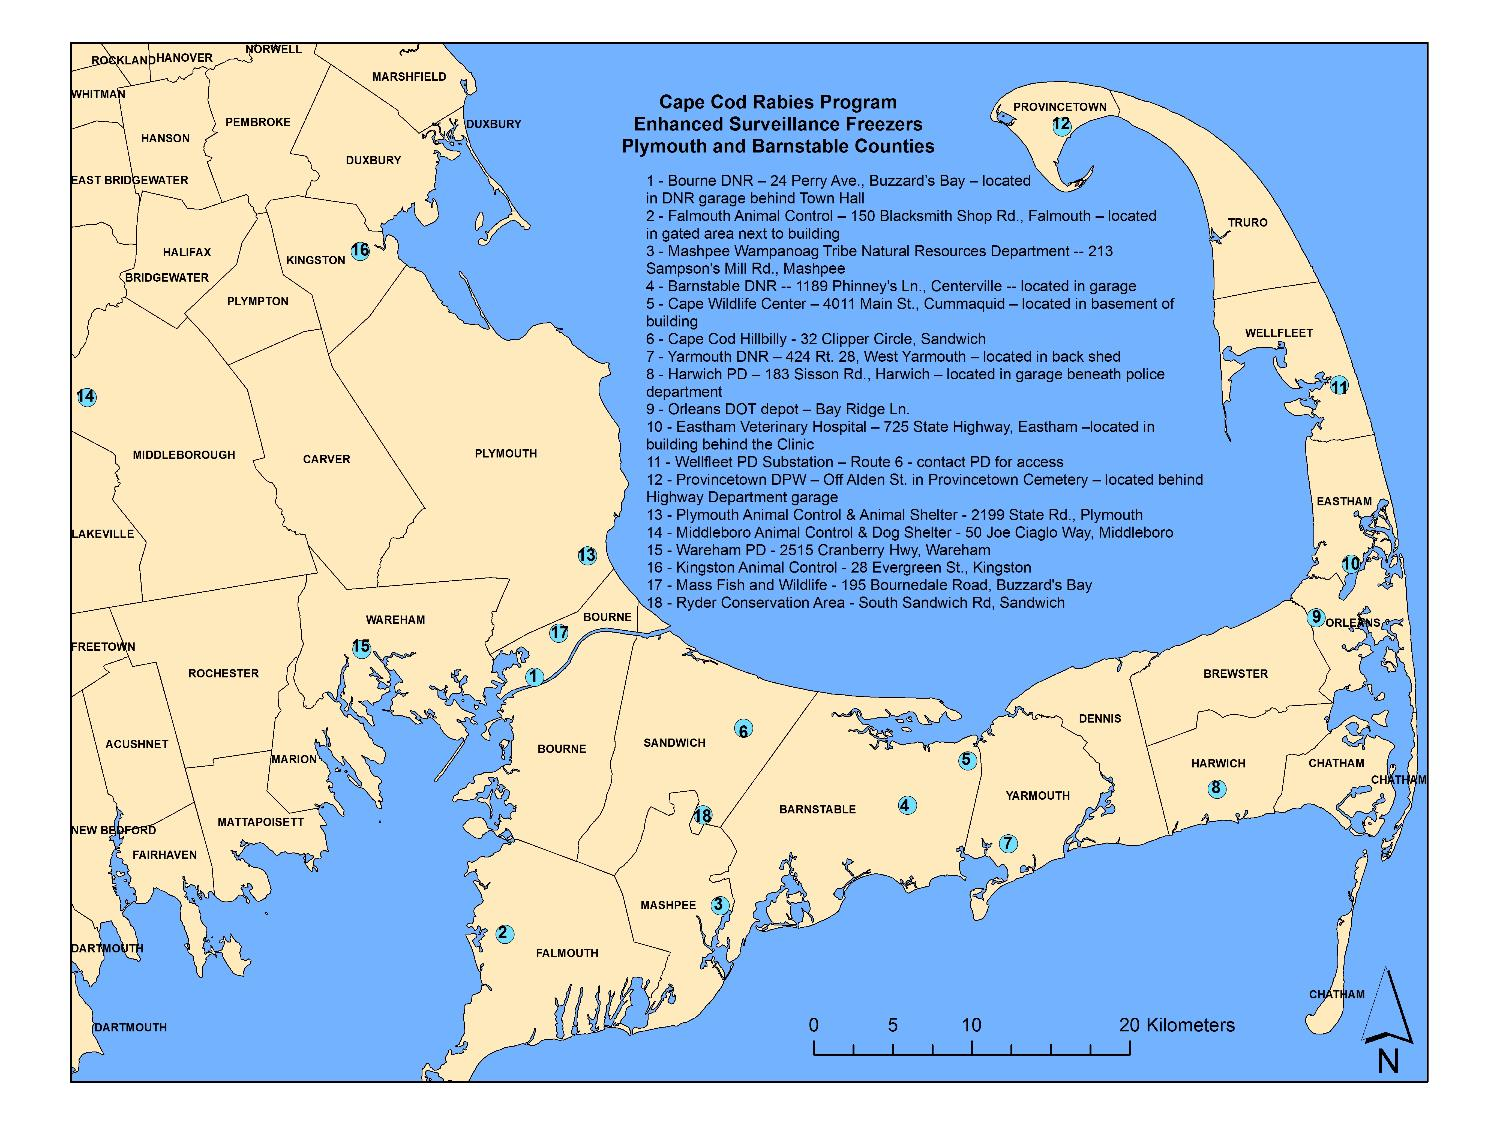 Cape Cod Rabies Program
Enhanced Surveillance Freezers
Plymouth and Barnstable Counties
1 - Bourne DNR – 24 Perry Ave., Buzzard's Bay – located
in DNR garage behind Town Hall
2 - Falmouth Animal Control – 150 Blacksmith Shop Rd., Falmouth – located
in gated area next to building
3 - Mashpee Wampanoag Tribe Natural Resources Department -- 213
Sampson's Mill Rd., Mashpee
4 - Barnstable DNR -- 1189 Phinney's Ln., Centerville -- located in garage
5 - Cape Wildlife Center – 4011 Main St., Cummaquid – located in basement of
building
6 - Cape Cod Hillbilly - 32 Clipper Circle, Sandwich
7 - Yarmouth DNR – 424 Rt. 28, West Yarmouth – located in back shed
8 - Harwich PD – 183 Sisson Rd., Harwich – located in garage beneath police
department
9 - Orleans DOT depot – Bay Ridge Ln.
10 - Eastham Veterinary Hospital – 725 State Highway, Eastham –located in
building behind the Clinic
11 - Wellfleet PD Substation – Route 6 - contact PD for access
12 - Provincetown DPW – Off Alden St. in Provincetown Cemetery – located behind
Highway Department garage
13 - Plymouth Animal Control & Animal Shelter - 2199 State Rd., Plymouth
14 - Middleboro Animal Control & Dog Shelter - 50 Joe Ciaglo Way, Middleboro
15 - Wareham PD - 2515 Cranberry Hwy, Wareham
16 - Kingston Animal Control - 28 Evergreen St., Kingston
17 - Mass Fish and Wildlife - 195 Bournedale Road, Buzzard's Bay
18 - Ryder Conservation Area - South Sandwich Rd, Sandwich
NORWELL
ROCKLAND
HANOVER
MARSHFIELD
WHITMAN
PEMBROKE
DUXBURY
HANSON
DUXBURY
EAST BRIDGEWATER
HALIFAX
KINGSTON
16
BRIDGEWATER
PLYMPTON
14
MIDDLEBOROUGH
CARVER
PLYMOUTH
LAKEVILLE
13
WAREHAM
BOURNE
17
15
FREETOWN
ROCHESTER
1
ACUSHNET
MARION
BOURNE
SANDWICH
6
NEW BEDFORD
MATTAPOISETT
FAIRHAVEN
18
BARNSTABLE
4
5
YARMOUTH
7
DENNIS
MASHPEE
3
2
FALMOUTH
DARTMOUTH
DARTMOUTH
PROVINCETOWN
12
TRURO
WELLFLEET
11
EASTHAM
10
9
ORLEANS
BREWSTER
HARWICH
8
CHATHAM
CHATHAM
CHATHAM
0 5 10 20 Kilometers
N